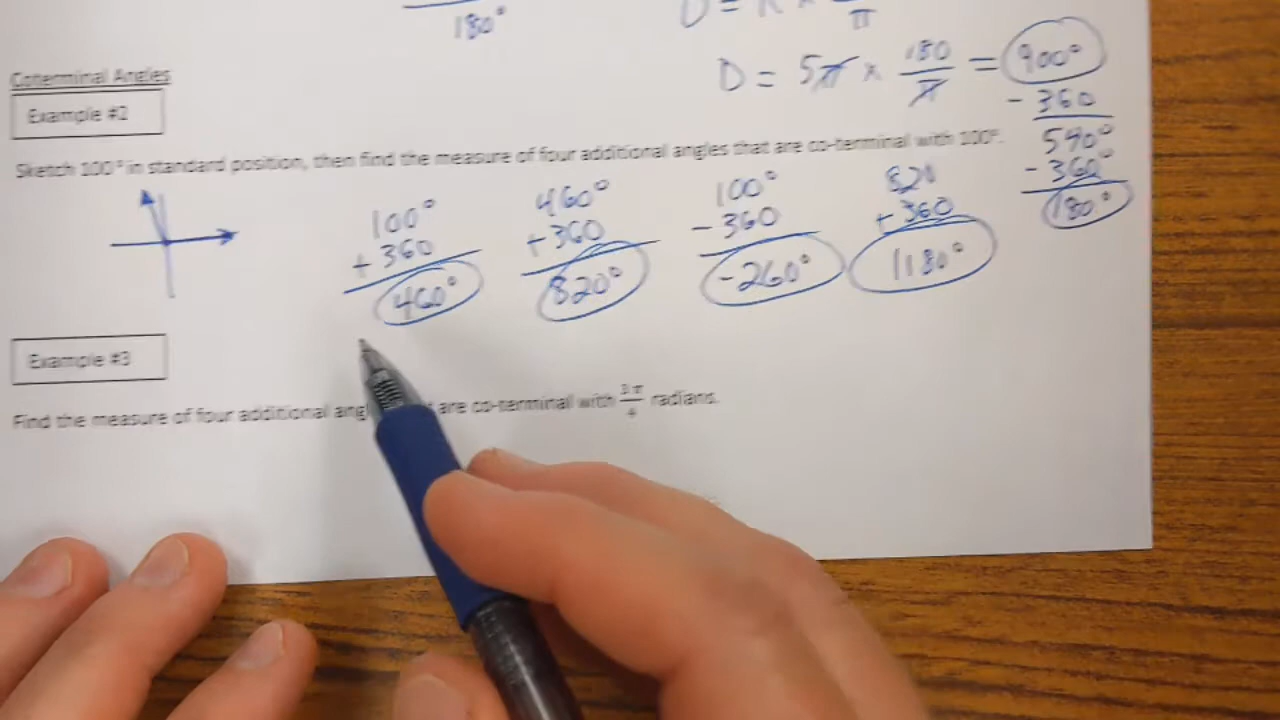 180°
π
D = 5π × 180/π = 900°
- 360
540°
- 360°
180°
Coterminal Angles
Example #2
Sketch 100° in standard position, then find the measure of four additional angles that are co-terminal with 100°.
100°
+ 360
460°
460°
+ 360
820°
100°
- 360
-260°
820
+ 360
1180°
Example #3
Find the measure of four additional are co-terminal with 3π/4 radians.